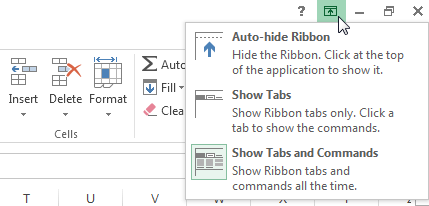 ?
Auto-hide Ribbon
Hide the Ribbon. Click at the top
of the application to show it.
Show Tabs
Show Ribbon tabs only. Click a
tab to show the commands.
Show Tabs and Commands
Show Ribbon tabs and
commands all the time.
Insert Delete Format
Cells
Σ
Fill
Clea
T U V